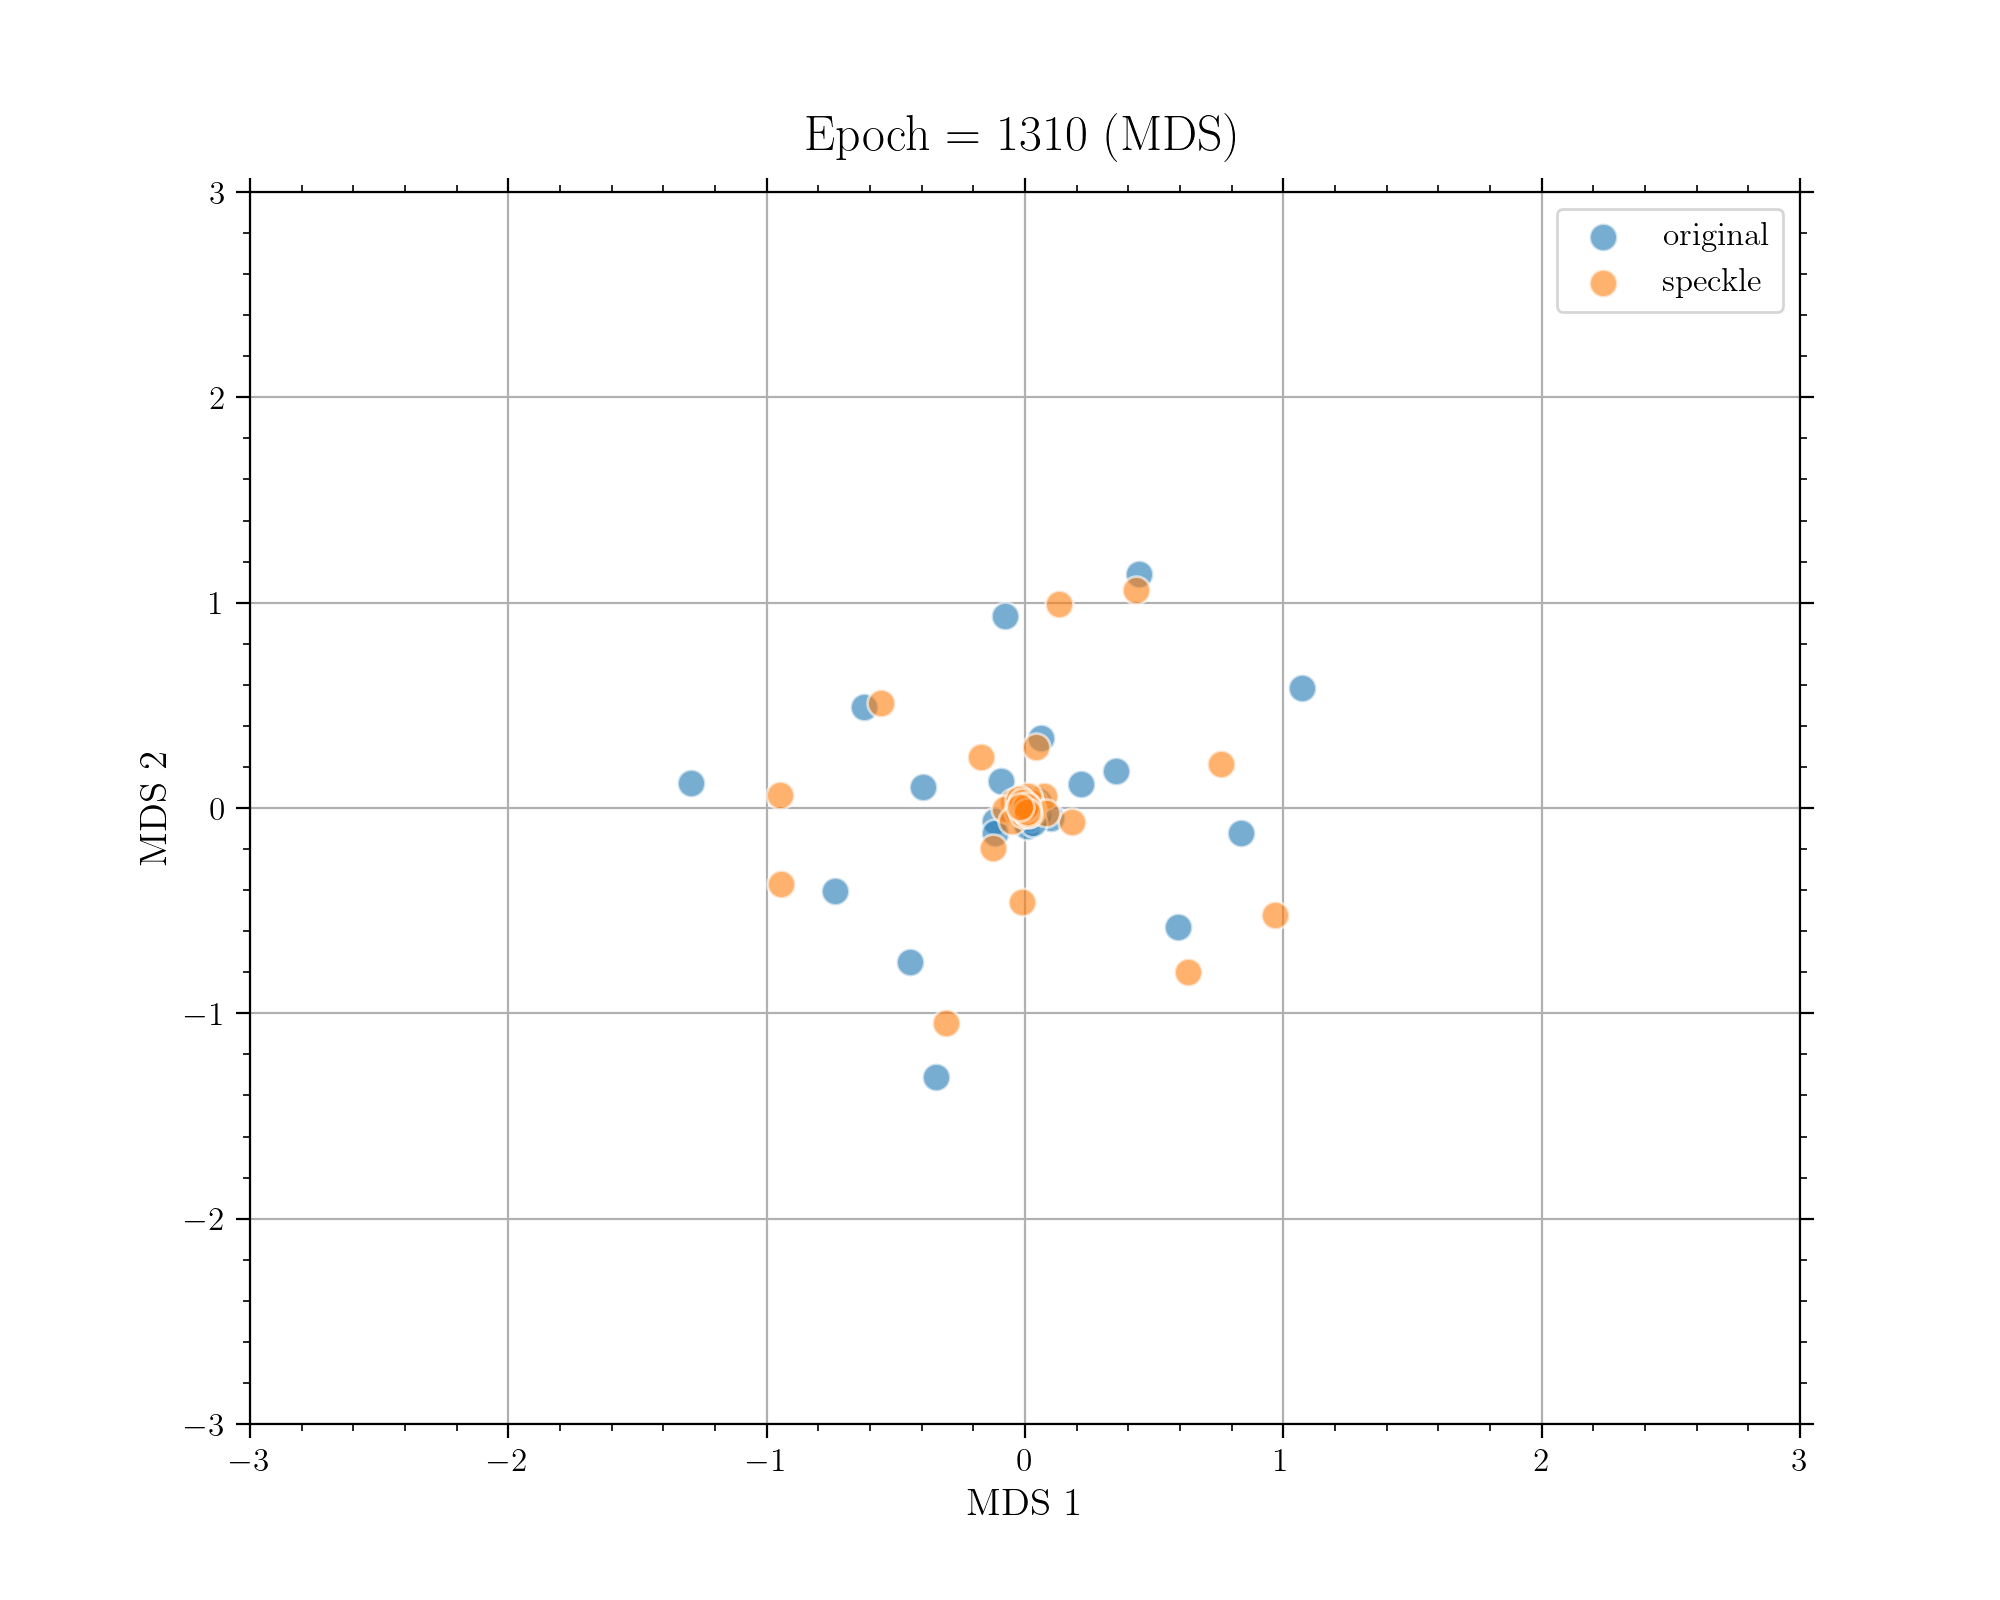 Epoch = 1310 (MDS)
original
speckle
MDS 2
3
2
1
0
−1
−2
−3
−3 −2 −1 0 1 2 3
MDS 1